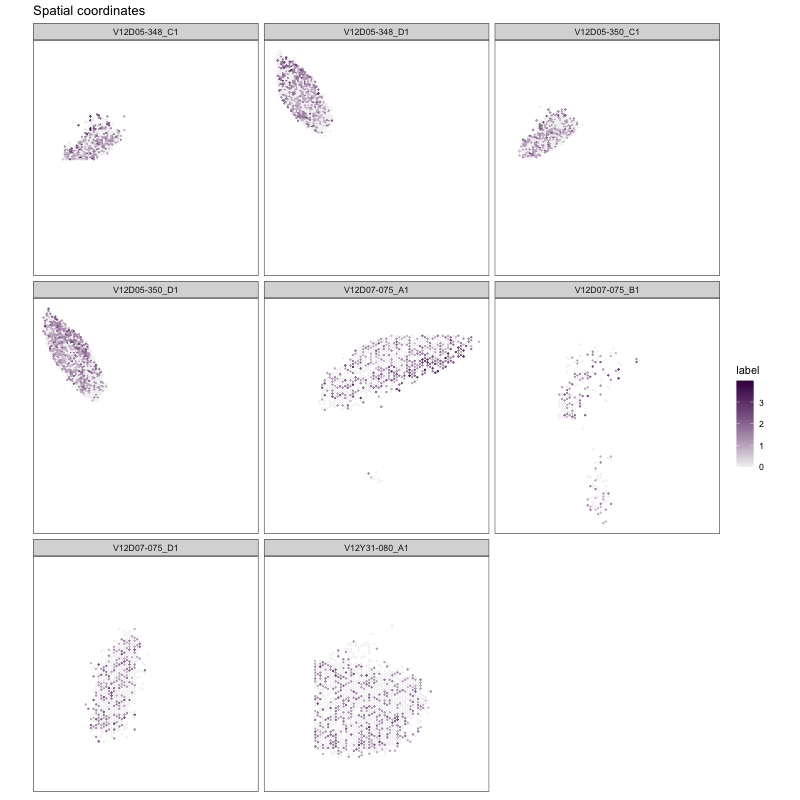 Spatial coordinates
V12D05-348_C1
V12D05-348_D1
V12D05-350_C1
V12D05-350_D1
V12D07-075_A1
V12D07-075_B1
label
3
2
1
0
V12D07-075_D1
V12Y31-080_A1